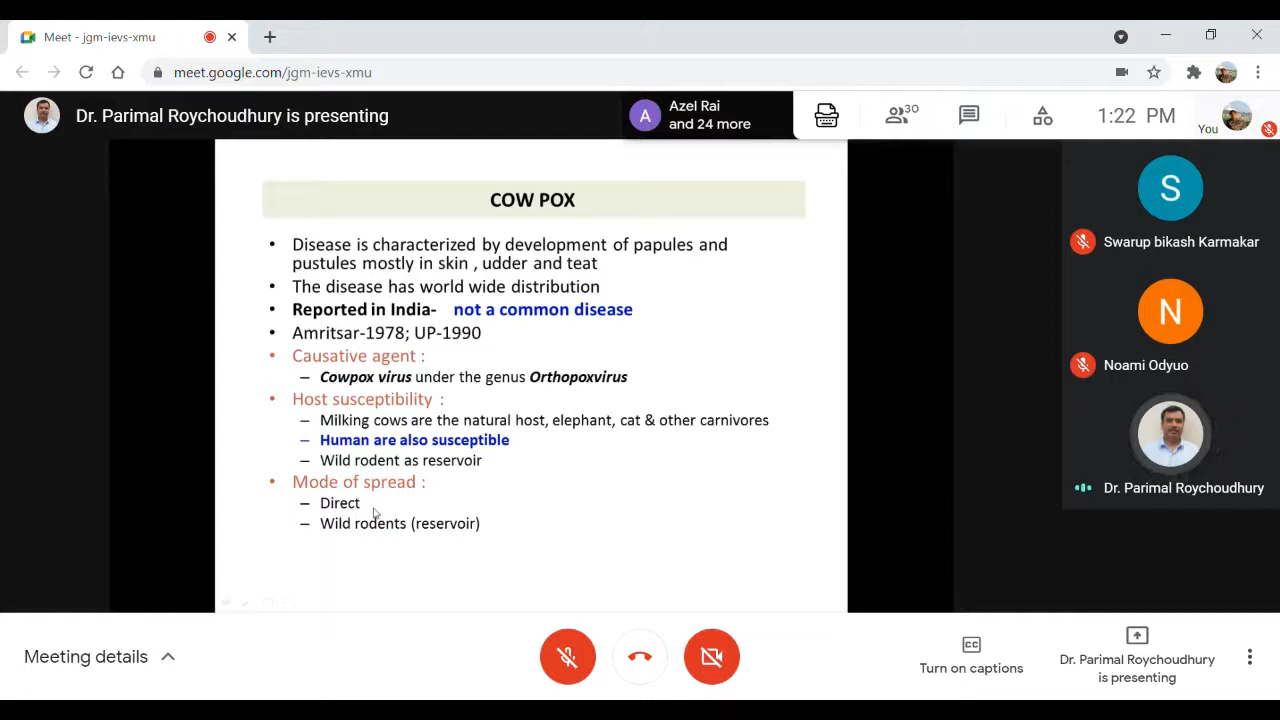 Meet - jgm-ievs-xmu
meet.google.com/jgm-ievs-xmu
Dr. Parimal Roychoudhury is presenting
A
Azel Rai
and 24 more
30
1:22 PM
You
COW POX
• Disease is characterized by development of papules and
pustules mostly in skin , udder and teat
• The disease has world wide distribution
• Reported in India- not a common disease
• Amritsar-1978; UP-1990
• Causative agent :
– Cowpox virus under the genus Orthopoxvirus
• Host susceptibility :
– Milking cows are the natural host, elephant, cat & other carnivores
– Human are also susceptible
– Wild rodent as reservoir
• Mode of spread :
– Direct
– Wild rodents (reservoir)
S
Swarup bikash Karmakar
N
Noami Odyuo
Dr. Parimal Roychoudhury
Meeting details
CC
Turn on captions
Dr. Parimal Roychoudhury
is presenting